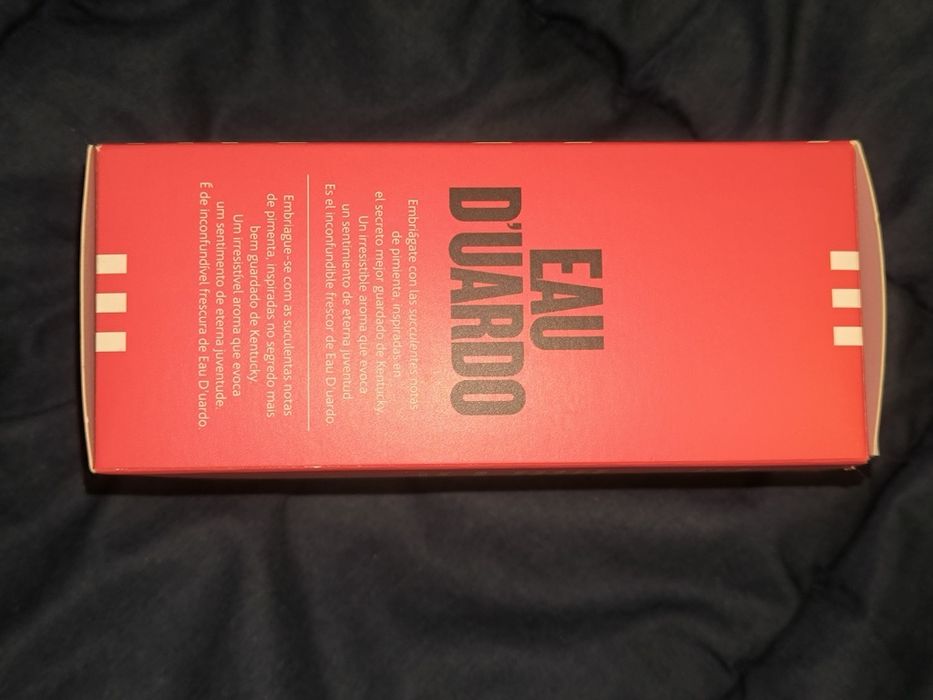 EAU
D'UARDO
Embriágate con las succulentes notas
de pimienta, inspiradas en
el secreto mejor guardado de Kentucky.
Un irresistible aroma que evoca
un sentimiento de eterna juventud.
Es el inconfundible frescor de Eau D'uardo.
Embriague-se com as suculentas notas
de pimenta, inspiradas no segredo mais
bem guardado de Kentucky.
Um irresistível aroma que evoca
um sentimento de eterna juventude.
É de inconfundível frescura de Eau D'uardo.